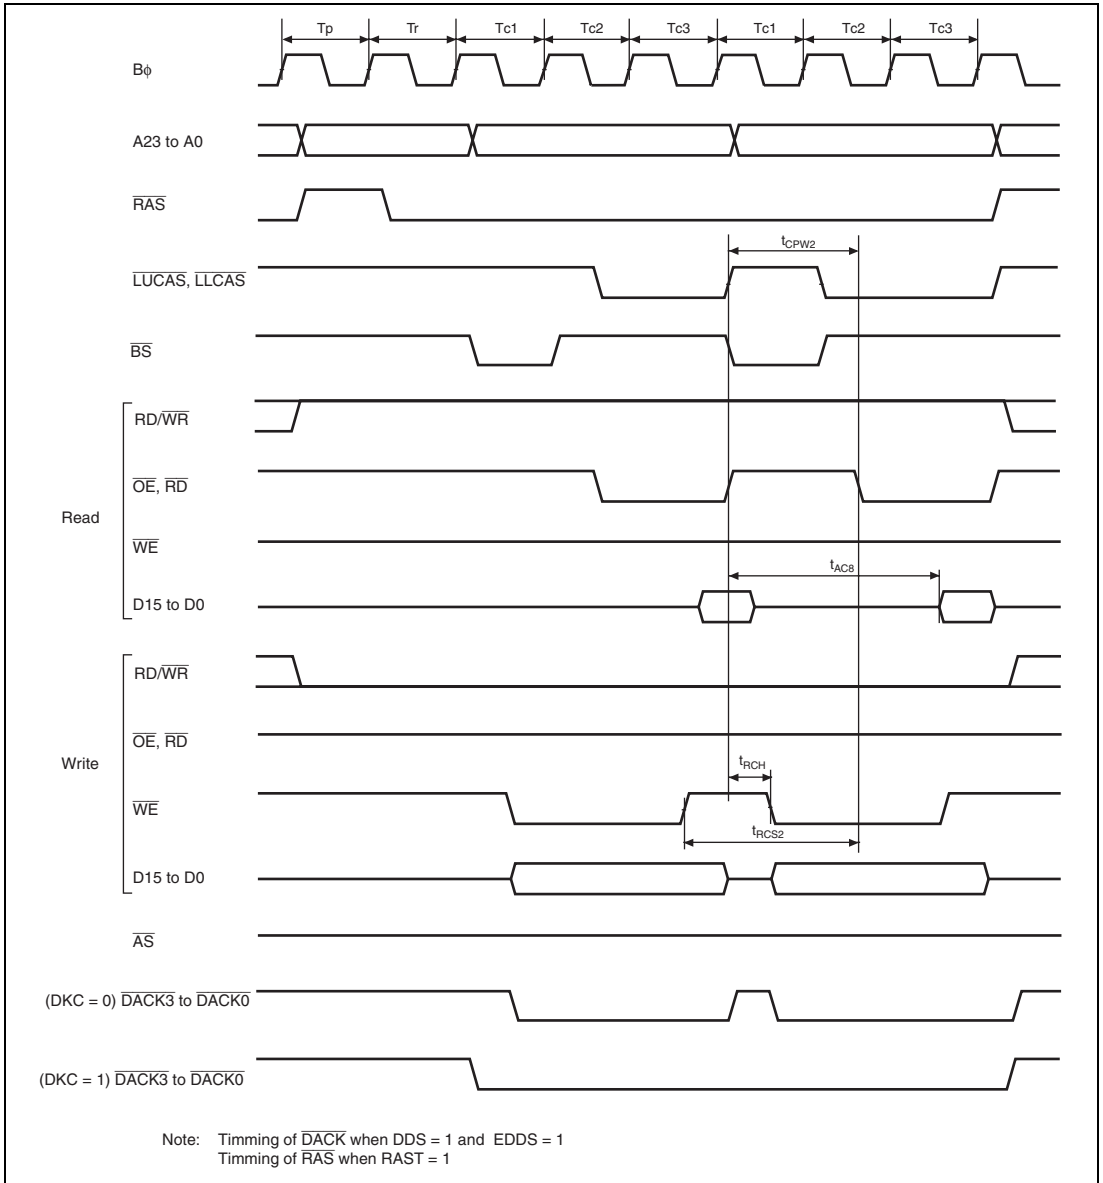 Tp Tr Tc1 Tc2 Tc3 Tc1 Tc2 Tc3
Bϕ
A23 to A0
RAS
tCPW2
LUCAS, LLCAS
BS
RD/WR
OE, RD
Read
WE
tAC8
D15 to D0
RD/WR
OE, RD
Write
tRCH
WE
tRCS2
D15 to D0
AS
(DKC = 0) DACK3 to DACK0
(DKC = 1) DACK3 to DACK0
Note: Timming of DACK when DDS = 1 and EDDS = 1
Timming of RAS when RAST = 1